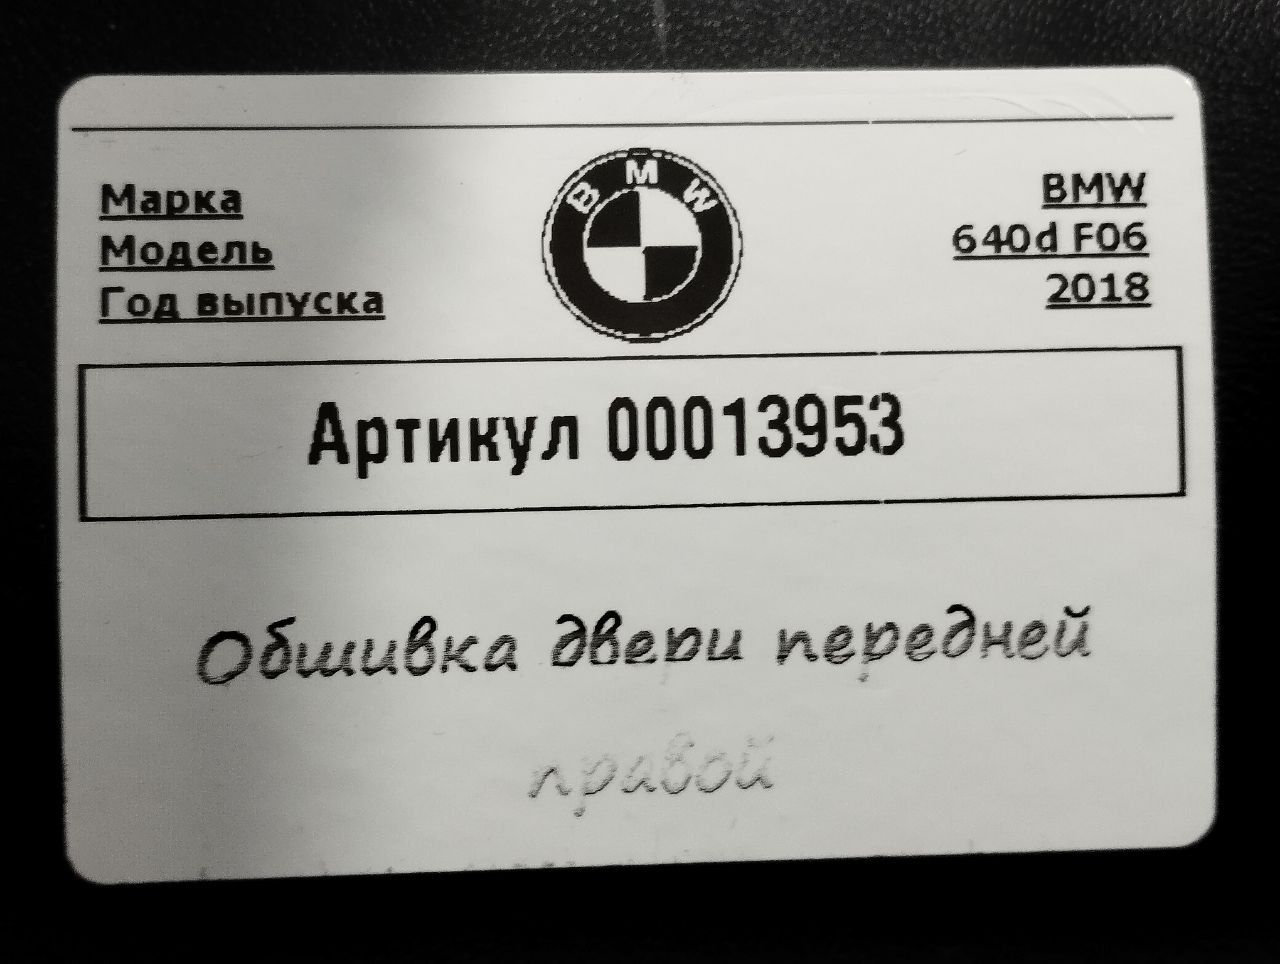 Марка BMW
Модель 640d F06
Год выпуска 2018
BMW
Артикул 00013953
Обшивка двери передней
правой